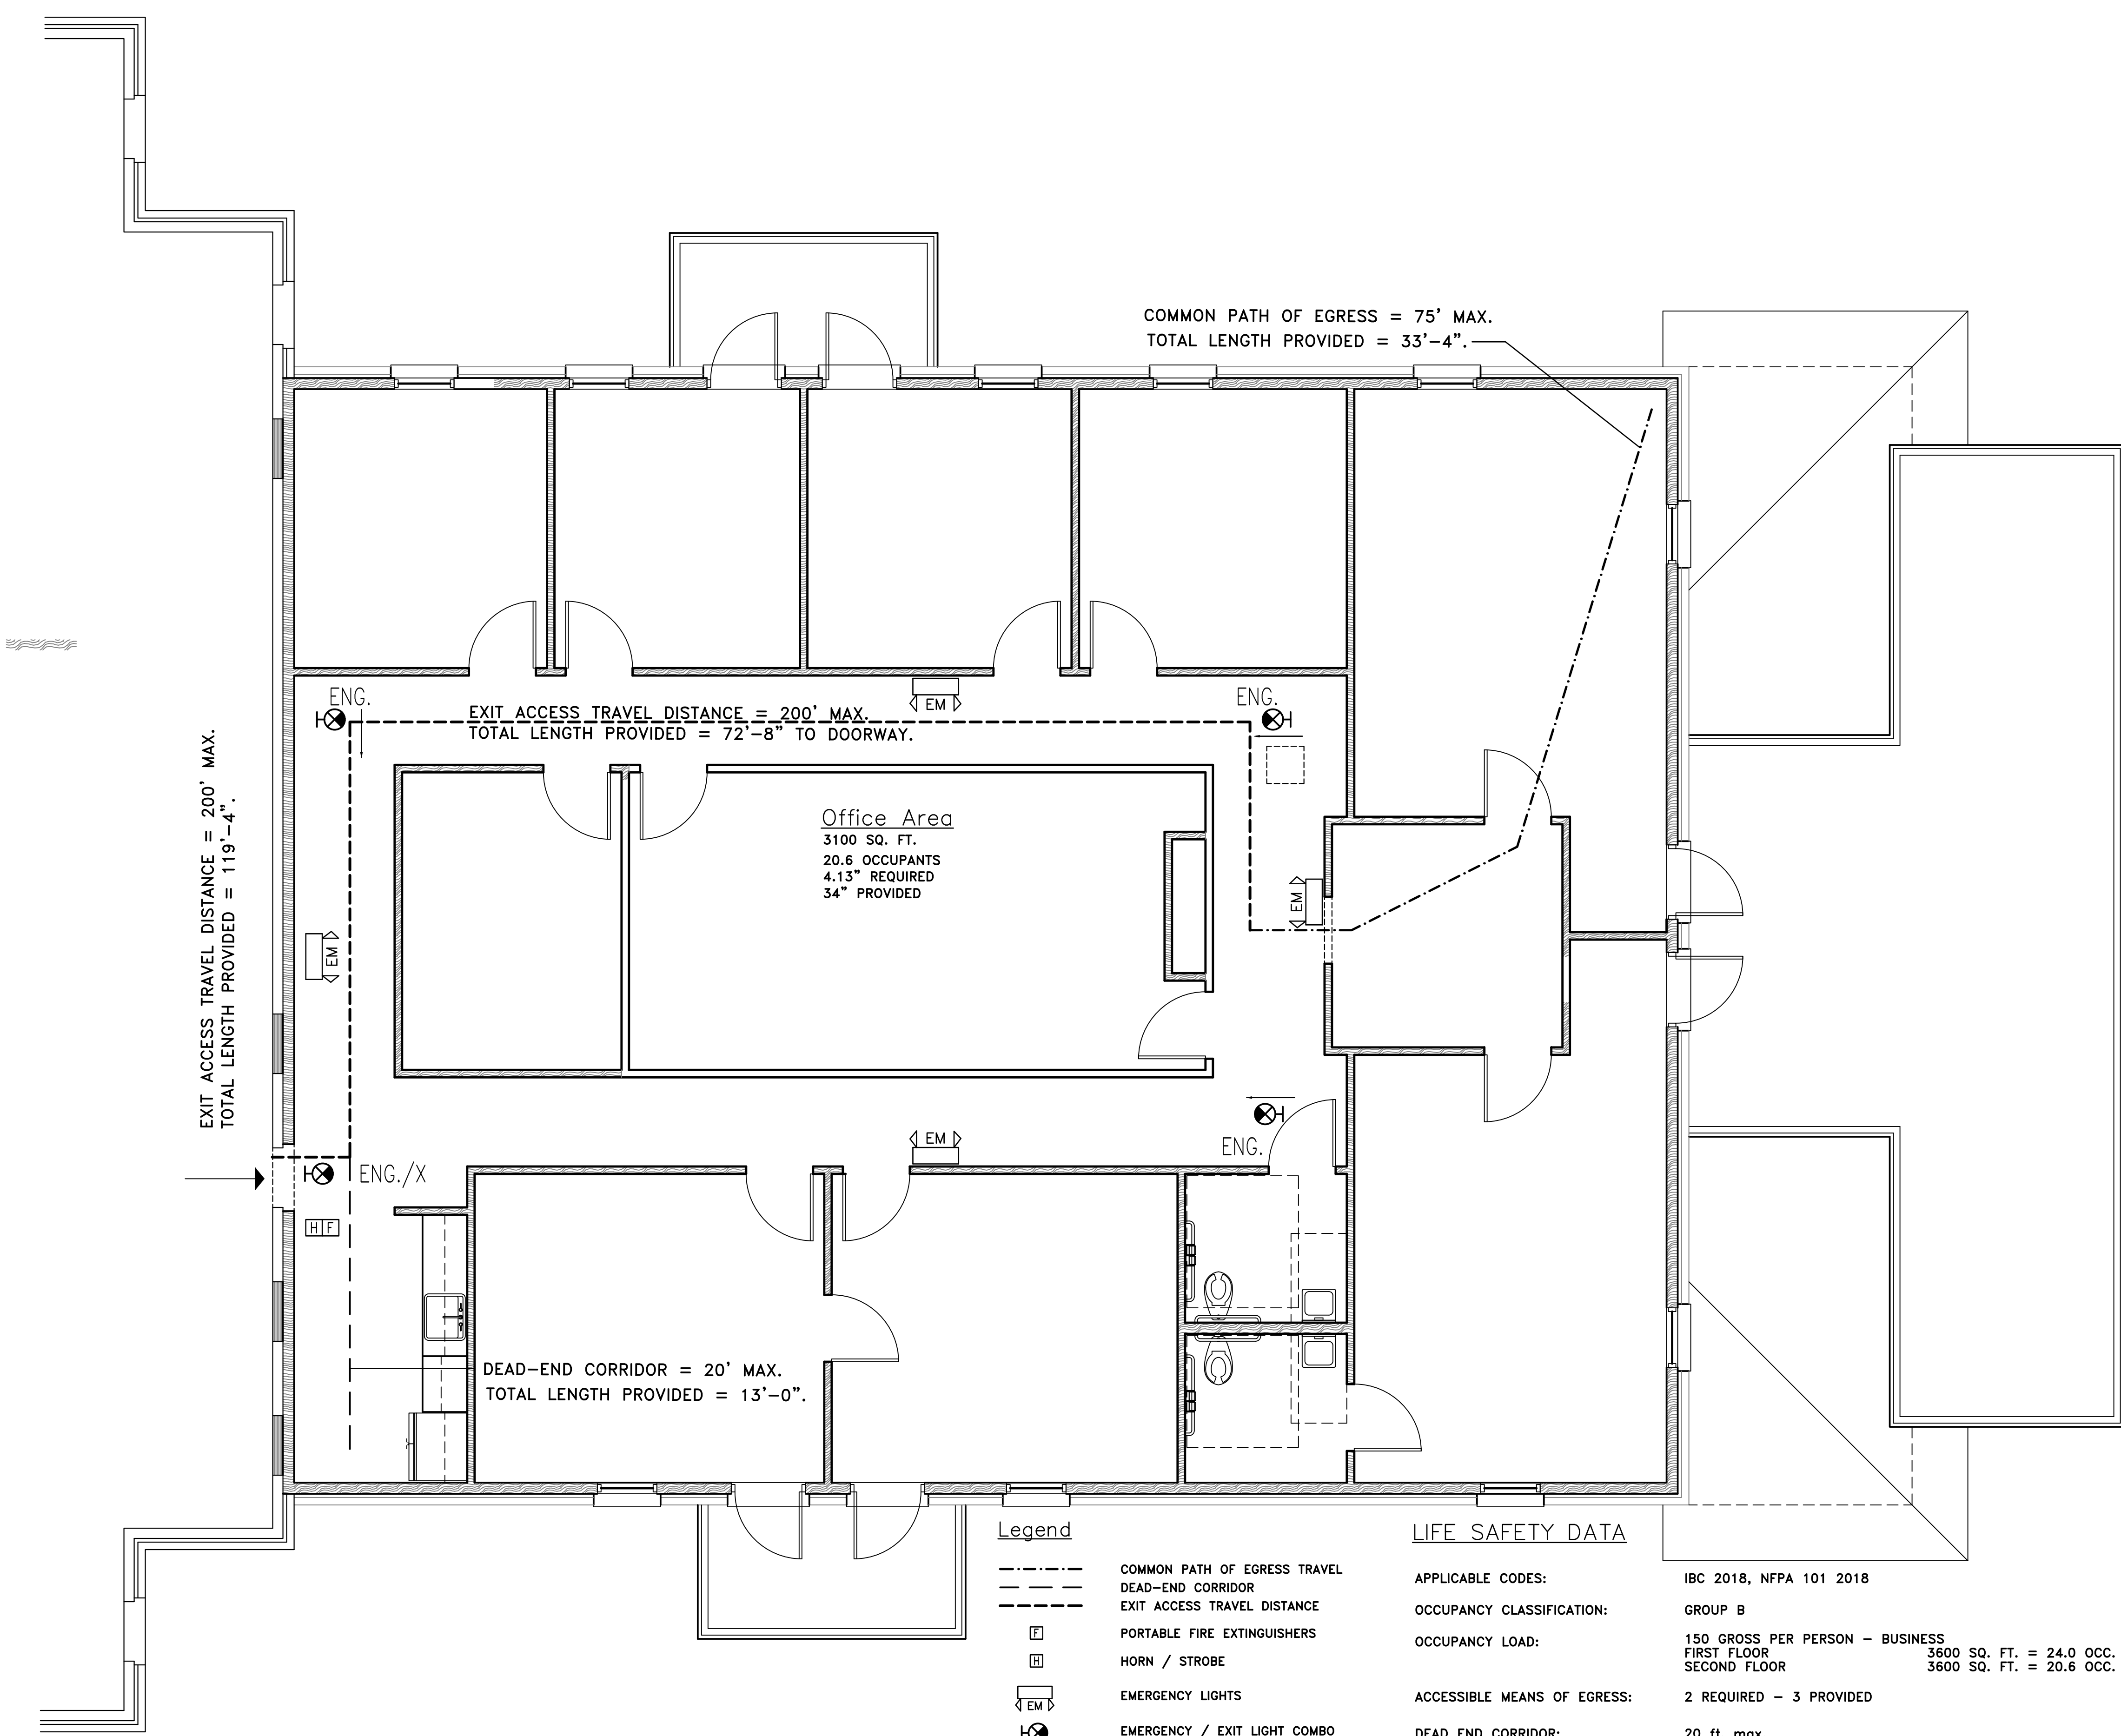 COMMON PATH OF EGRESS = 75' MAX.
TOTAL LENGTH PROVIDED = 33'-4".
ENG.
ENG.
EM
EXIT ACCESS TRAVEL DISTANCE = 200' MAX.
TOTAL LENGTH PROVIDED = 72'-8" TO DOORWAY.
EXIT ACCESS TRAVEL DISTANCE = 200' MAX.
TOTAL LENGTH PROVIDED = 119'-4".
Office Area
3100 SQ. FT.
20.6 OCCUPANTS
4.13" REQUIRED
34" PROVIDED
EM
EM
EM
ENG.
ENG./X
H F
DEAD-END CORRIDOR = 20' MAX.
TOTAL LENGTH PROVIDED = 13'-0".
Legend
COMMON PATH OF EGRESS TRAVEL
DEAD-END CORRIDOR
EXIT ACCESS TRAVEL DISTANCE
F PORTABLE FIRE EXTINGUISHERS
H HORN / STROBE
EM EMERGENCY LIGHTS
EMERGENCY / EXIT LIGHT COMBO
LIFE SAFETY DATA
APPLICABLE CODES: IBC 2018, NFPA 101 2018
OCCUPANCY CLASSIFICATION: GROUP B
OCCUPANCY LOAD: 150 GROSS PER PERSON - BUSINESS
FIRST FLOOR 3600 SQ. FT. = 24.0 OCC.
SECOND FLOOR 3600 SQ. FT. = 20.6 OCC.
ACCESSIBLE MEANS OF EGRESS: 2 REQUIRED - 3 PROVIDED
DEAD END CORRIDOR: 20 ft. max